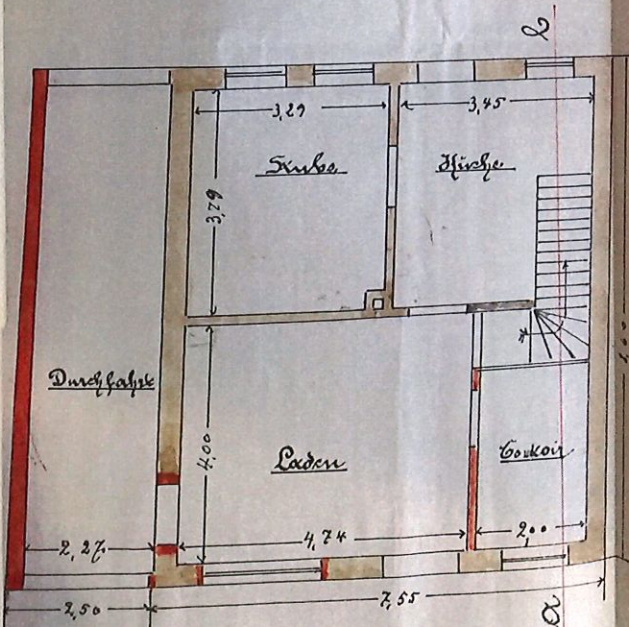 b
3,29
3,45
Stube
Küche
3,79
Durchfahrt
4,00
Laden
Comtoir
2,27
4,74
2,00
2,50
7,55
a